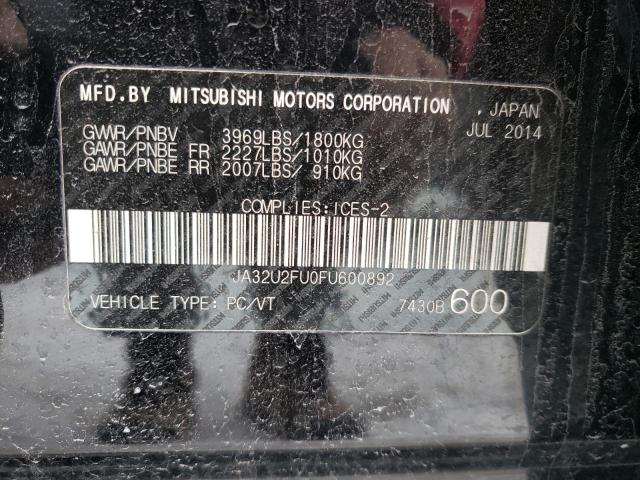 MFD.BY MITSUBISHI MOTORS CORPORATION , JAPAN
JUL 2014
GVWR/PNBV 3969LBS/1800KG
GAWR/PNBE FR 2227LBS/1010KG
GAWR/PNBE RR 2007LBS/ 910KG
COMPLIES:ICES-2
JA32U2FU0FU600892
VEHICLE TYPE: PC/VT 7430B 600